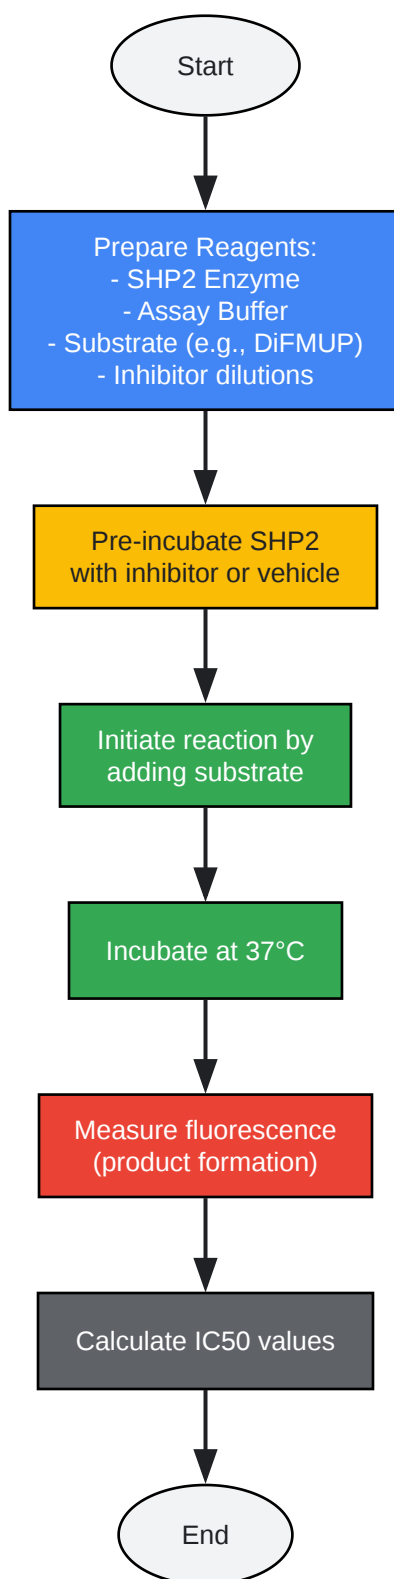 Start
Prepare Reagents:
- SHP2 Enzyme
- Assay Buffer
- Substrate (e.g., DiFMUP)
- Inhibitor dilutions
Pre-incubate SHP2
with inhibitor or vehicle
Initiate reaction by
adding substrate
Incubate at 37°C
Measure fluorescence
(product formation)
Calculate IC50 values
End